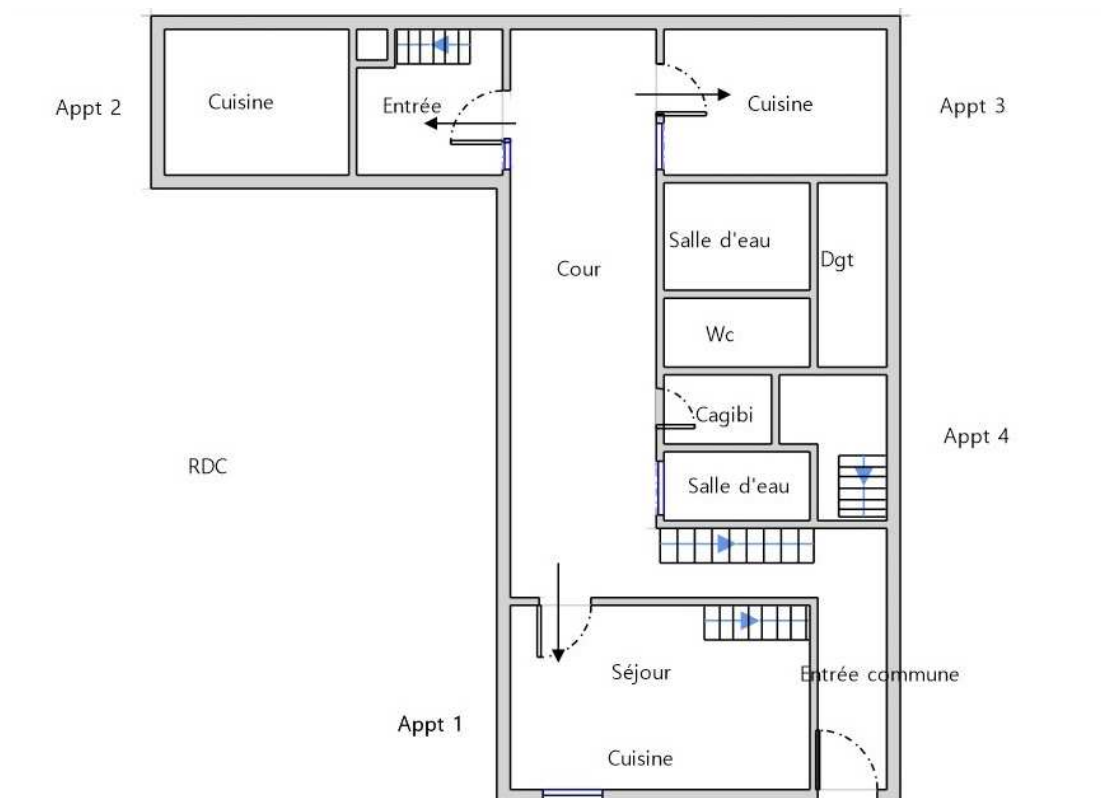 Cuisine
Appt 2
Entrée
Cuisine
Appt 3
Salle d'eau
Dgt
Cour
Wc
Cagibi
Appt 4
RDC
Salle d'eau
Séjour
Entrée commune
Appt 1
Cuisine